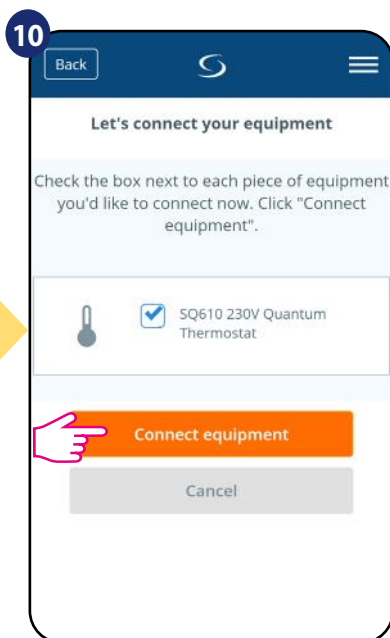 10
Back
Let's connect your equipment
Check the box next to each piece of equipment
you'd like to connect now. Click "Connect
equipment".
SQ610 230V Quantum
Thermostat
Connect equipment
Cancel